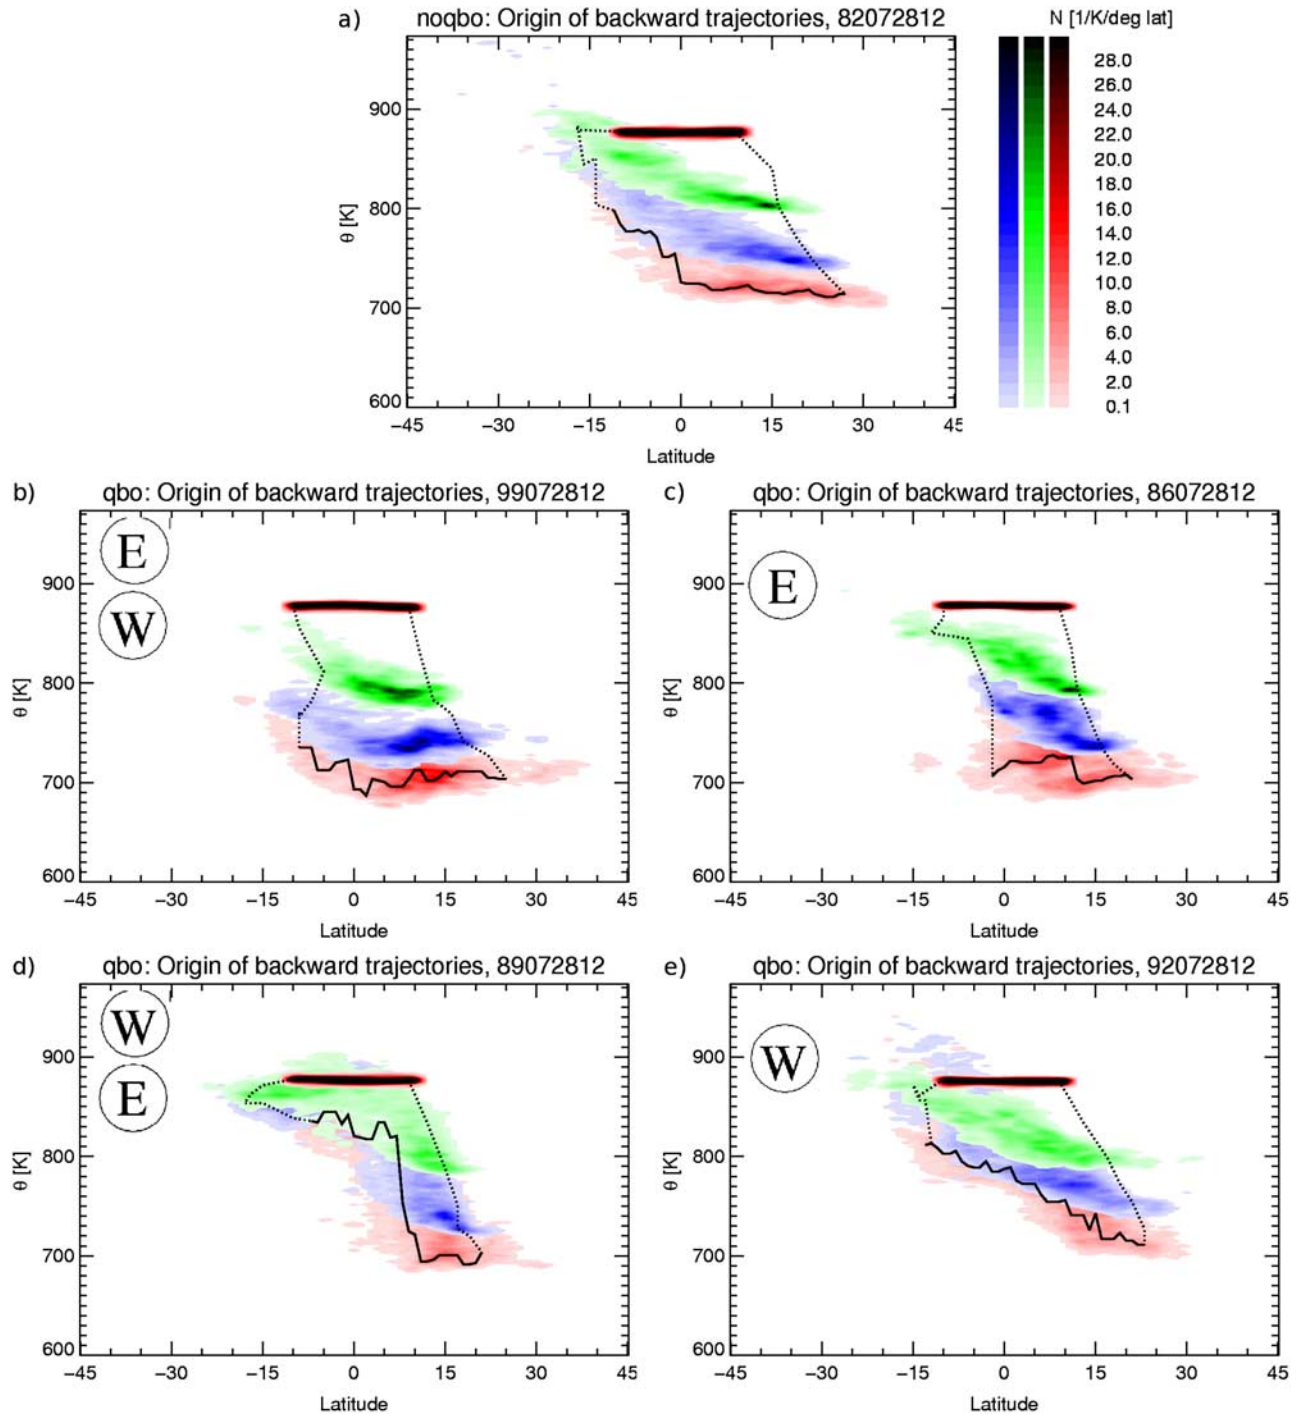 a) noqbo: Origin of backward trajectories, 82072812
N [1/K/deg lat]
28.0
26.0
24.0
22.0
20.0
18.0
16.0
14.0
12.0
10.0
8.0
6.0
4.0
2.0
0.1
900
800
700
600
θ [K]
-45 -30 -15 0 15 30 45
Latitude
b) qbo: Origin of backward trajectories, 99072812
E
W
900
800
700
600
θ [K]
-45 -30 -15 0 15 30 45
Latitude
c) qbo: Origin of backward trajectories, 86072812
E
900
800
700
600
θ [K]
-45 -30 -15 0 15 30 45
Latitude
d) qbo: Origin of backward trajectories, 89072812
W
E
900
800
700
600
θ [K]
-45 -30 -15 0 15 30 45
Latitude
e) qbo: Origin of backward trajectories, 92072812
W
900
800
700
600
θ [K]
-45 -30 -15 0 15 30 45
Latitude